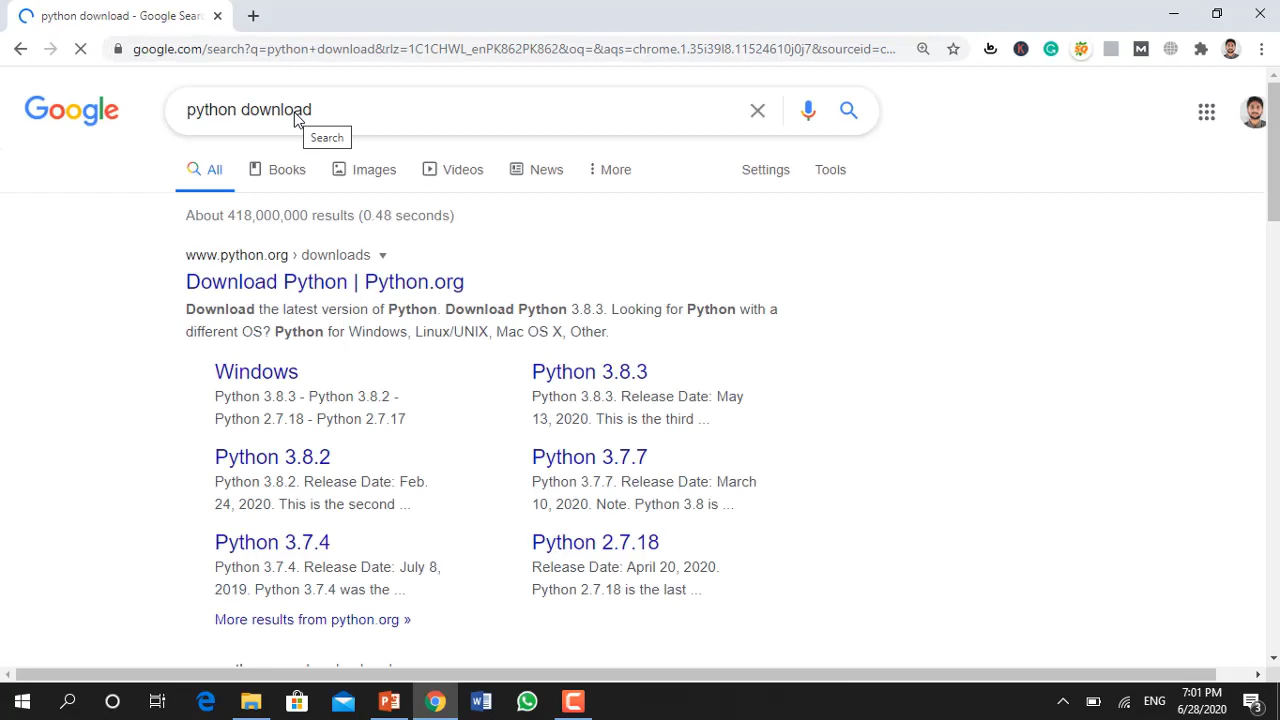 python download - Google Sear
google.com/search?q=python+download&rlz=1C1CHWL_enPK862PK862&oq=&aqs=chrome.1.35i39l8.11524610j0j7&sourceid=c...
Google
python download
Search
All
Books
Images
Videos
News
More
Settings
Tools
About 418,000,000 results (0.48 seconds)
www.python.org › downloads
Download Python | Python.org
Download the latest version of Python. Download Python 3.8.3. Looking for Python with a
different OS? Python for Windows, Linux/UNIX, Mac OS X, Other.
Windows
Python 3.8.3 - Python 3.8.2 -
Python 2.7.18 - Python 2.7.17
Python 3.8.3
Python 3.8.3. Release Date: May
13, 2020. This is the third ...
Python 3.8.2
Python 3.8.2. Release Date: Feb.
24, 2020. This is the second ...
Python 3.7.7
Python 3.7.7. Release Date: March
10, 2020. Note. Python 3.8 is ...
Python 3.7.4
Python 3.7.4. Release Date: July 8,
2019. Python 3.7.4 was the ...
Python 2.7.18
Release Date: April 20, 2020.
Python 2.7.18 is the last ...
More results from python.org »
ENG
7:01 PM
6/28/2020
3